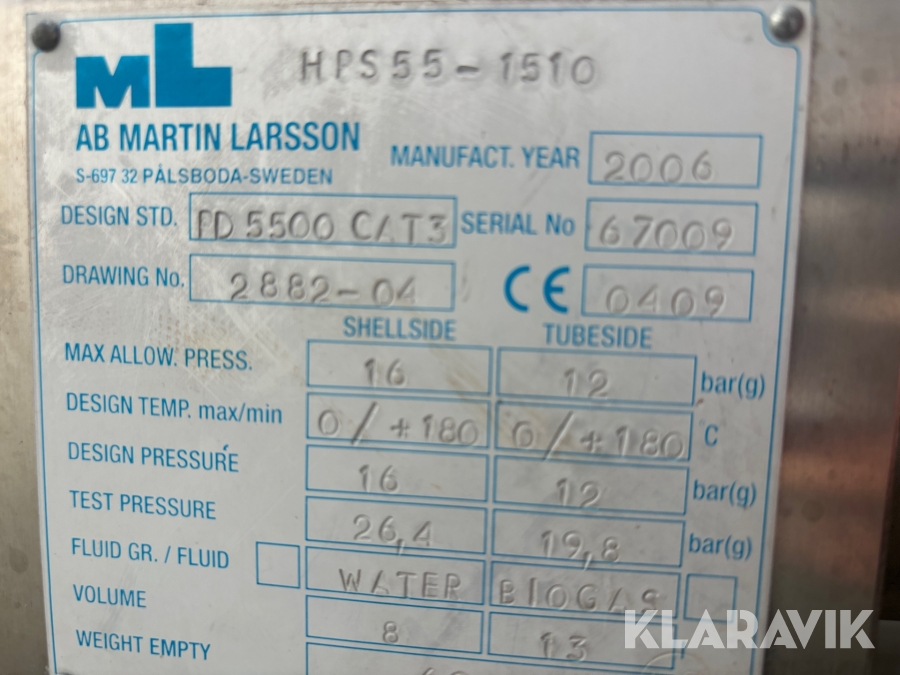 ML HPS55-1510
AB MARTIN LARSSON
S-697 32 PÅLSBODA-SWEDEN
MANUFACT. YEAR 2006
DESIGN STD. PD 5500 CAT3 SERIAL No 67009
DRAWING No. 2882-04 CE 0409
SHELLSIDE TUBESIDE
MAX ALLOW. PRESS. 16 12 bar(g)
DESIGN TEMP. max/min 0/+180 0/+180 °C
DESIGN PRESSURE 16 12 bar(g)
TEST PRESSURE 26,4 19,8 bar(g)
FLUID GR. / FLUID WATER BIOGAS
VOLUME 8 13
WEIGHT EMPTY
KLARAVIK